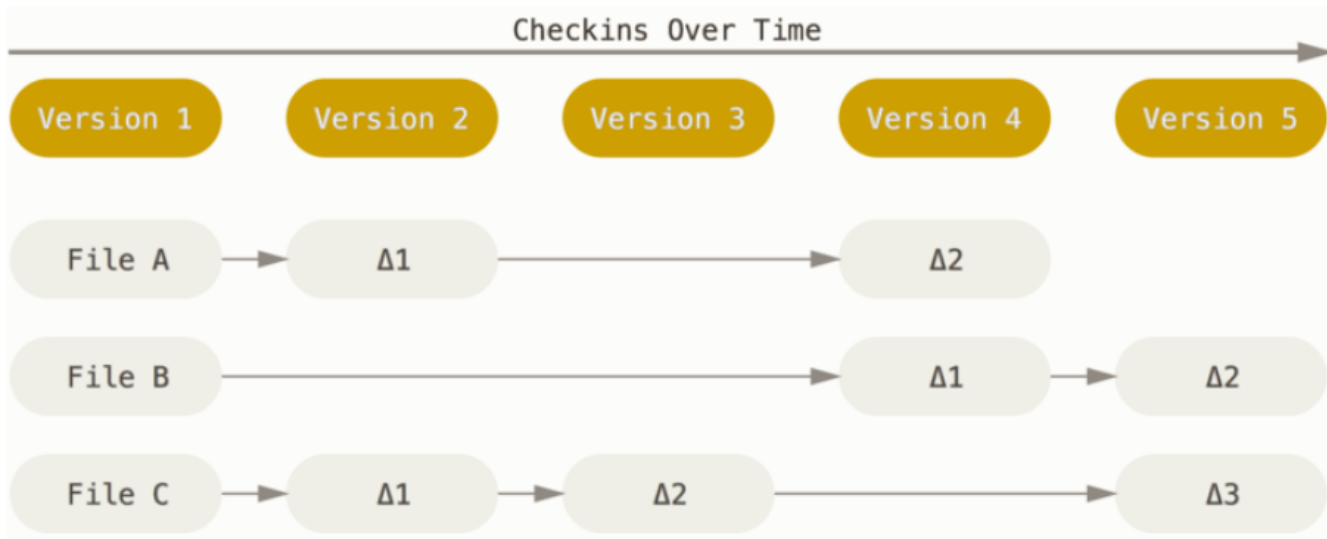 Checkins Over Time
Version 1 Version 2 Version 3 Version 4 Version 5
File A Δ1 Δ2
File B Δ1 Δ2
File C Δ1 Δ2 Δ3